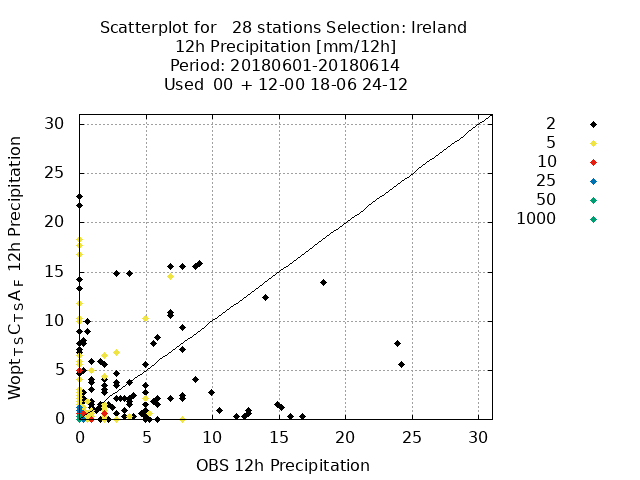 Scatterplot for   28 stations Selection: Ireland
12h Precipitation [mm/12h]
Period: 20180601-20180614
Used  00  + 12-00 18-06 24-12
2
5
10
25
50
1000
30
25
20
15
10
5
0
WoptTSCTSAF 12h Precipitation
0 5 10 15 20 25 30
OBS 12h Precipitation